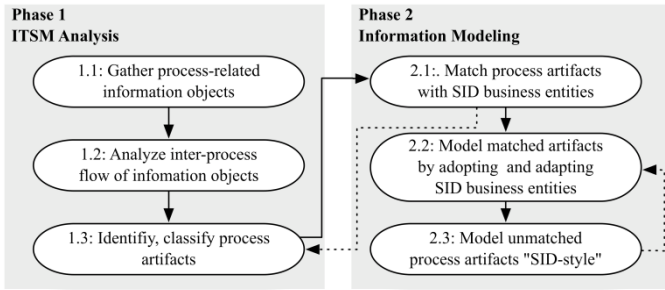 Phase 1
ITSM Analysis
1.1: Gather process-related
information objects
1.2: Analyze inter-process
flow of infomation objects
1.3: Identifiy, classify process
artifacts
Phase 2
Information Modeling
2.1:. Match process artifacts
with SID business entities
2.2: Model matched artifacts
by adopting and adapting
SID business entities
2.3: Model unmatched
process artifacts "SID-style"